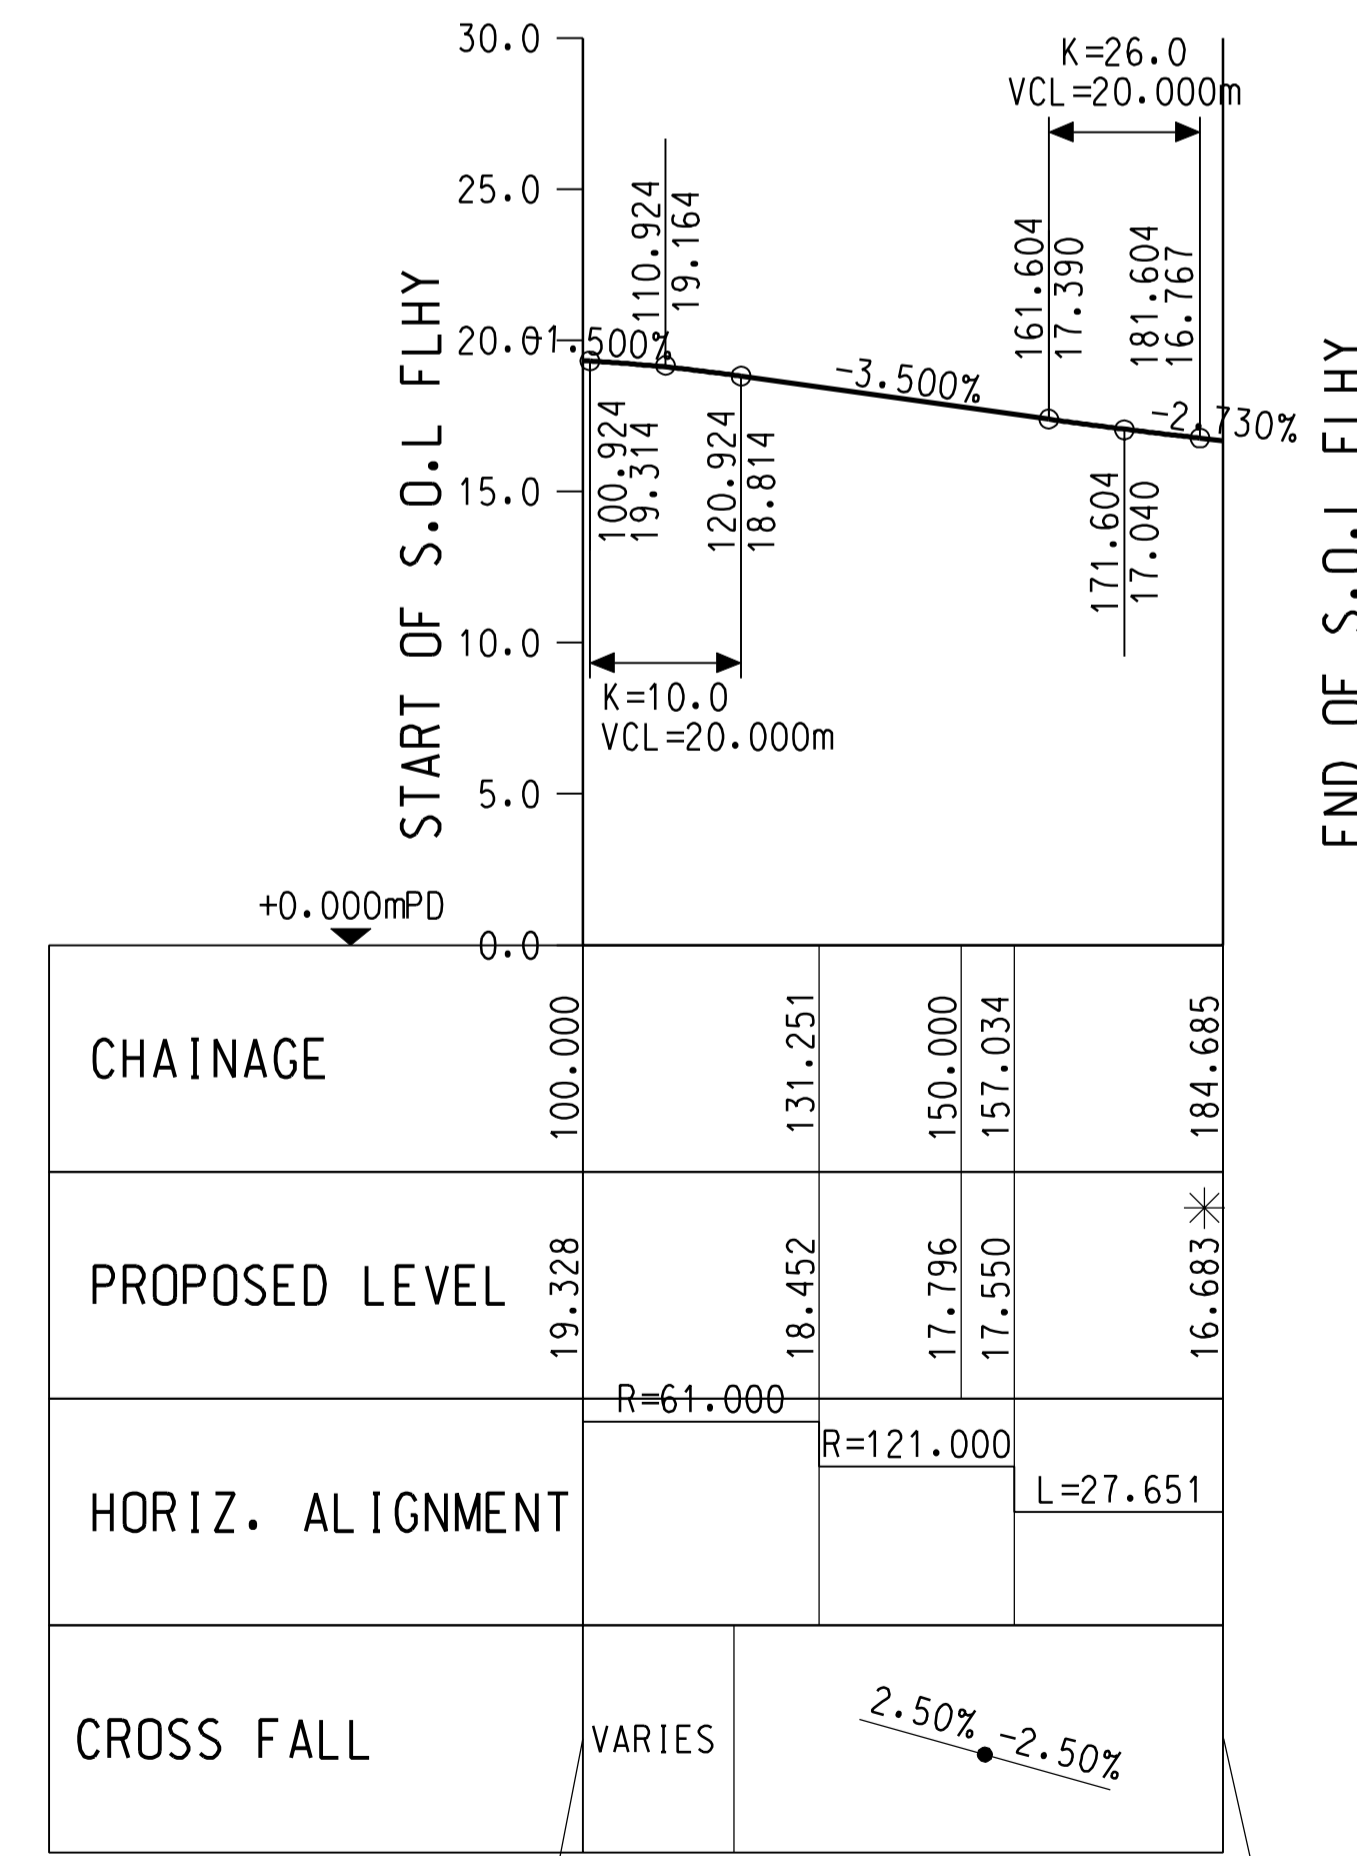 30.0
K=26.0
VCL=20.000m
25.0
110.924
19.164
161.604
17.390
181.604
16.767
20.0
-1.500%
-3.500%
-2.730%
START OF S.O.L FLHY
END OF S.O.L FLHY
100.924
19.314
120.924
18.814
15.0
171.604
17.040
10.0
K=10.0
VCL=20.000m
5.0
+0.000mPD
0.0
CHAINAGE
100.000
131.251
150.000
157.034
184.685
PROPOSED LEVEL
19.328
18.452
17.796
17.550
16.683*
HORIZ. ALIGNMENT
R=61.000
R=121.000
L=27.651
CROSS FALL
VARIES
2.50% -2.50%